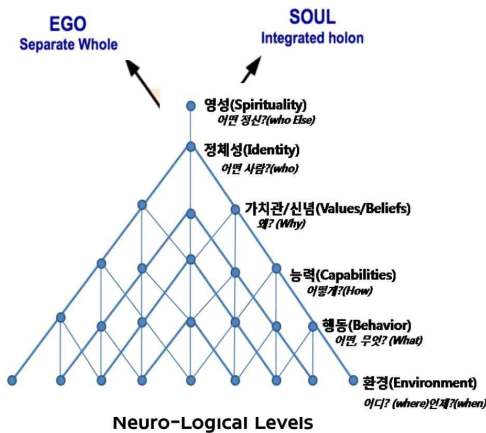 EGO
Separate Whole
SOUL
Integrated holon
영성(Spirituality)
어떤 정신?(who Else)
정체성(Identity)
어떤 사람?(who)
가치관/신념(Values/Beliefs)
왜? (Why)
능력(Capabilities)
어떻게?(How)
행동(Behavior)
어떤, 무엇? (What)
환경(Environment)
어디? (where)언제?(when)
Neuro-Logical Levels